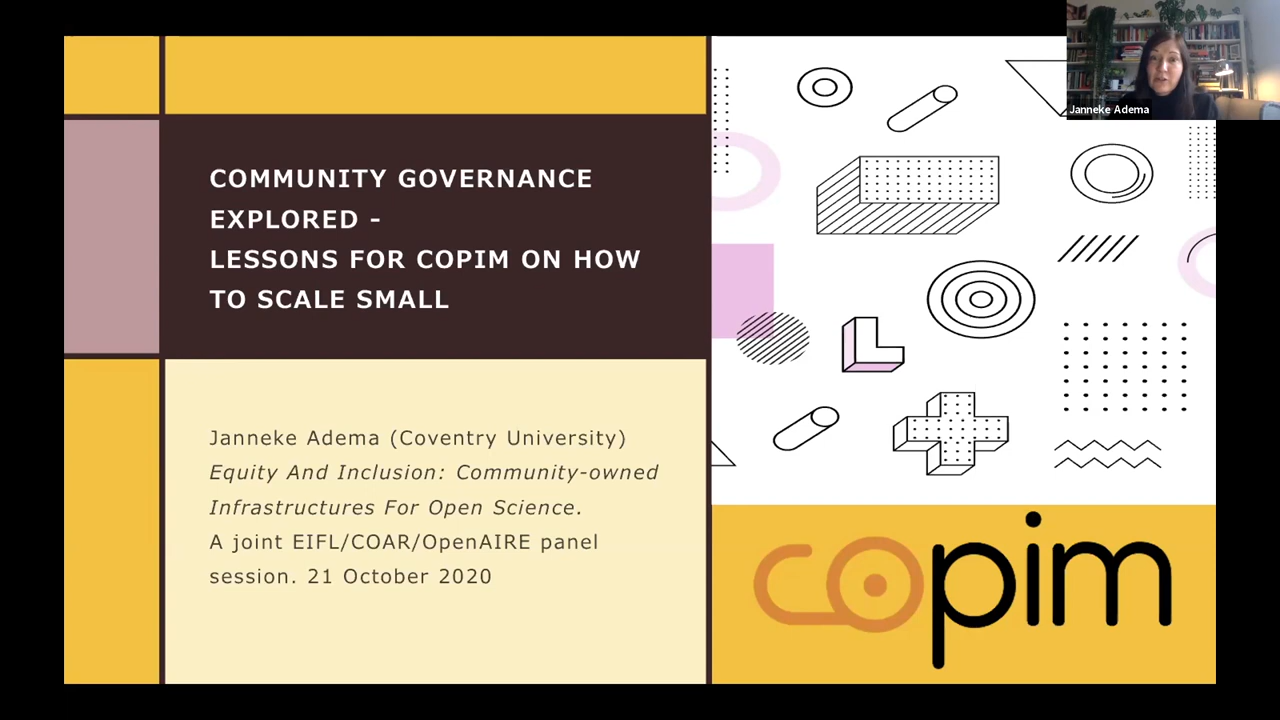 Janneke Adema
COMMUNITY GOVERNANCE
EXPLORED -
LESSONS FOR COPIM ON HOW
TO SCALE SMALL
Janneke Adema (Coventry University)
Equity And Inclusion: Community-owned
Infrastructures For Open Science.
A joint EIFL/COAR/OpenAIRE panel
session. 21 October 2020
copim